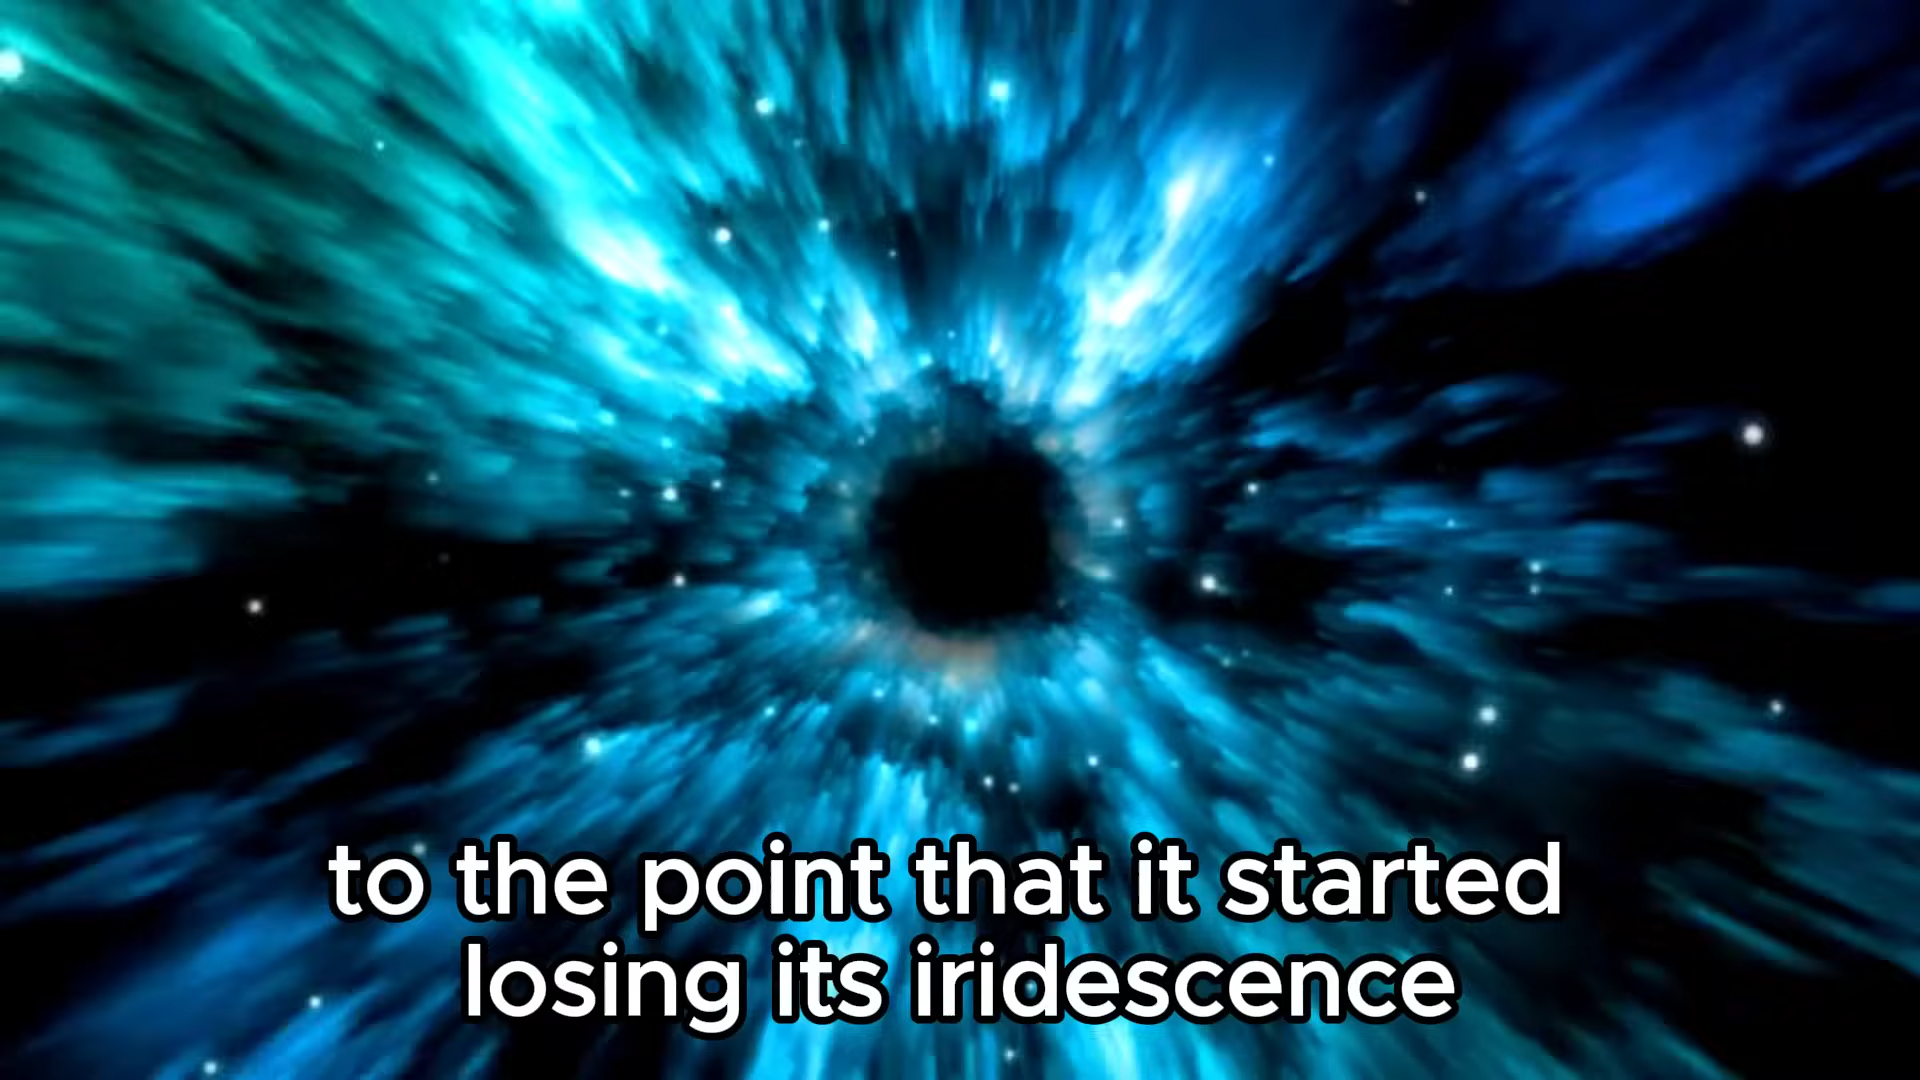 to the point that it started
losing its iridescence